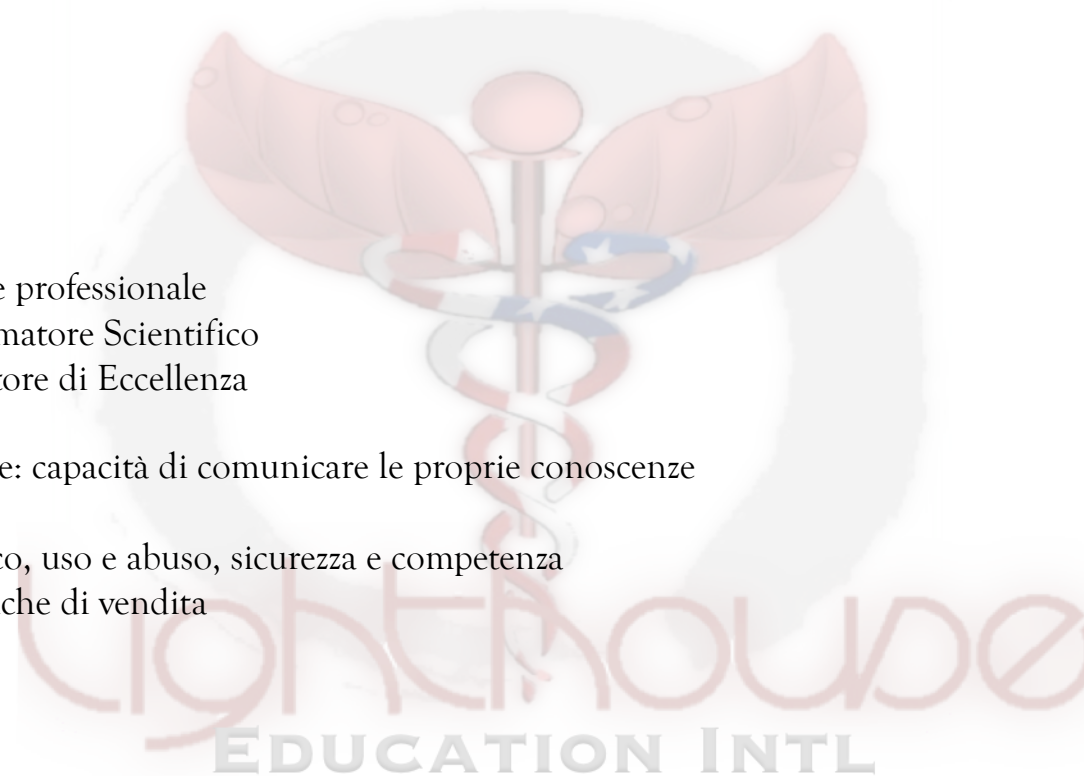 e professionale
matore Scientifico
tore di Eccellenza
e: capacità di comunicare le proprie conoscenze
co, uso e abuso, sicurezza e competenza
che di vendita
Lighthouse
EDUCATION INTL